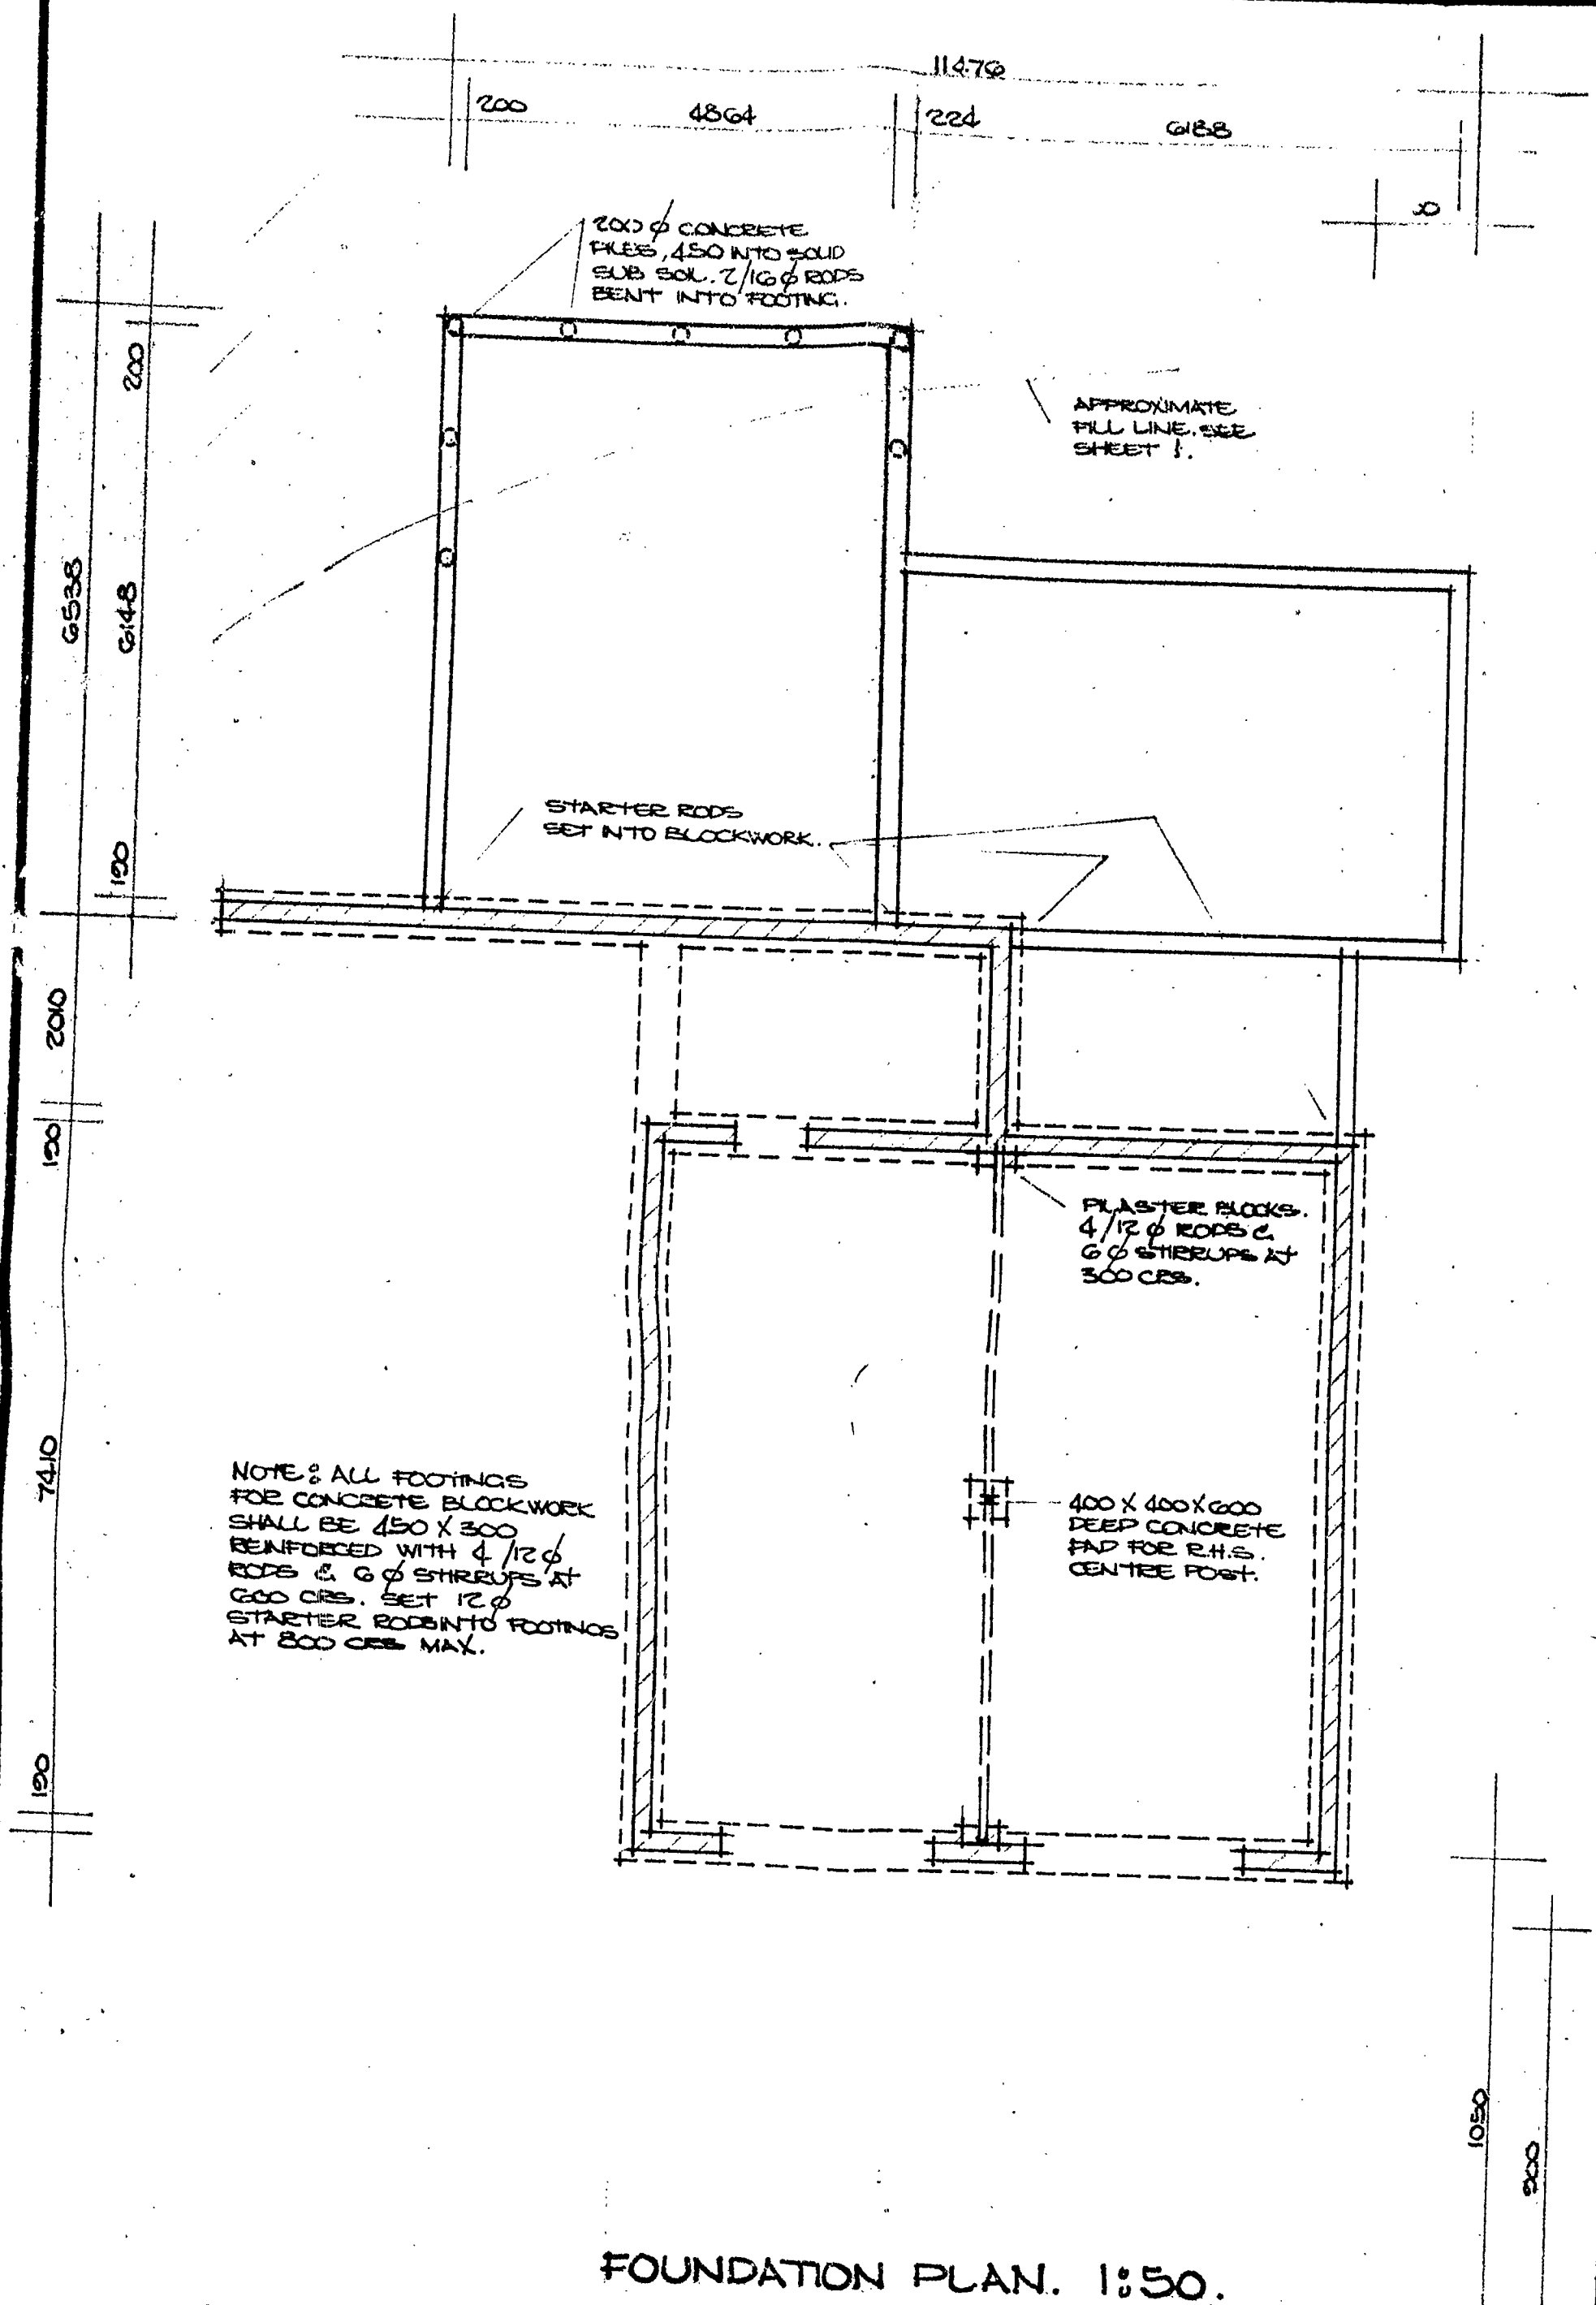 11476
200
4864
224
6188
200 Ø CONCRETE
PILES, 450 INTO SOLID
SUB SOIL. 2/16 Ø RODS
BENT INTO FOOTING.
200
APPROXIMATE
FILL LINE. SEE
SHEET 1.
6538
6148
STARTER RODS
SET INTO BLOCKWORK.
190
2010
190
PILASTER BLOCKS.
4/12 Ø RODS &
6 Ø STIRRUPS AT
300 CRS.
7410
NOTE: ALL FOOTINGS
FOR CONCRETE BLOCKWORK
SHALL BE 450 X 300
REINFORCED WITH 4/12 Ø
RODS & 6 Ø STIRRUPS AT
600 CRS. SET 12 Ø
STARTER RODS INTO FOOTINGS
AT 800 CRS MAX.
400 X 400 X 600
DEEP CONCRETE
PAD FOR R.H.S.
CENTRE POST.
190
1050
900
FOUNDATION PLAN. 1:50.